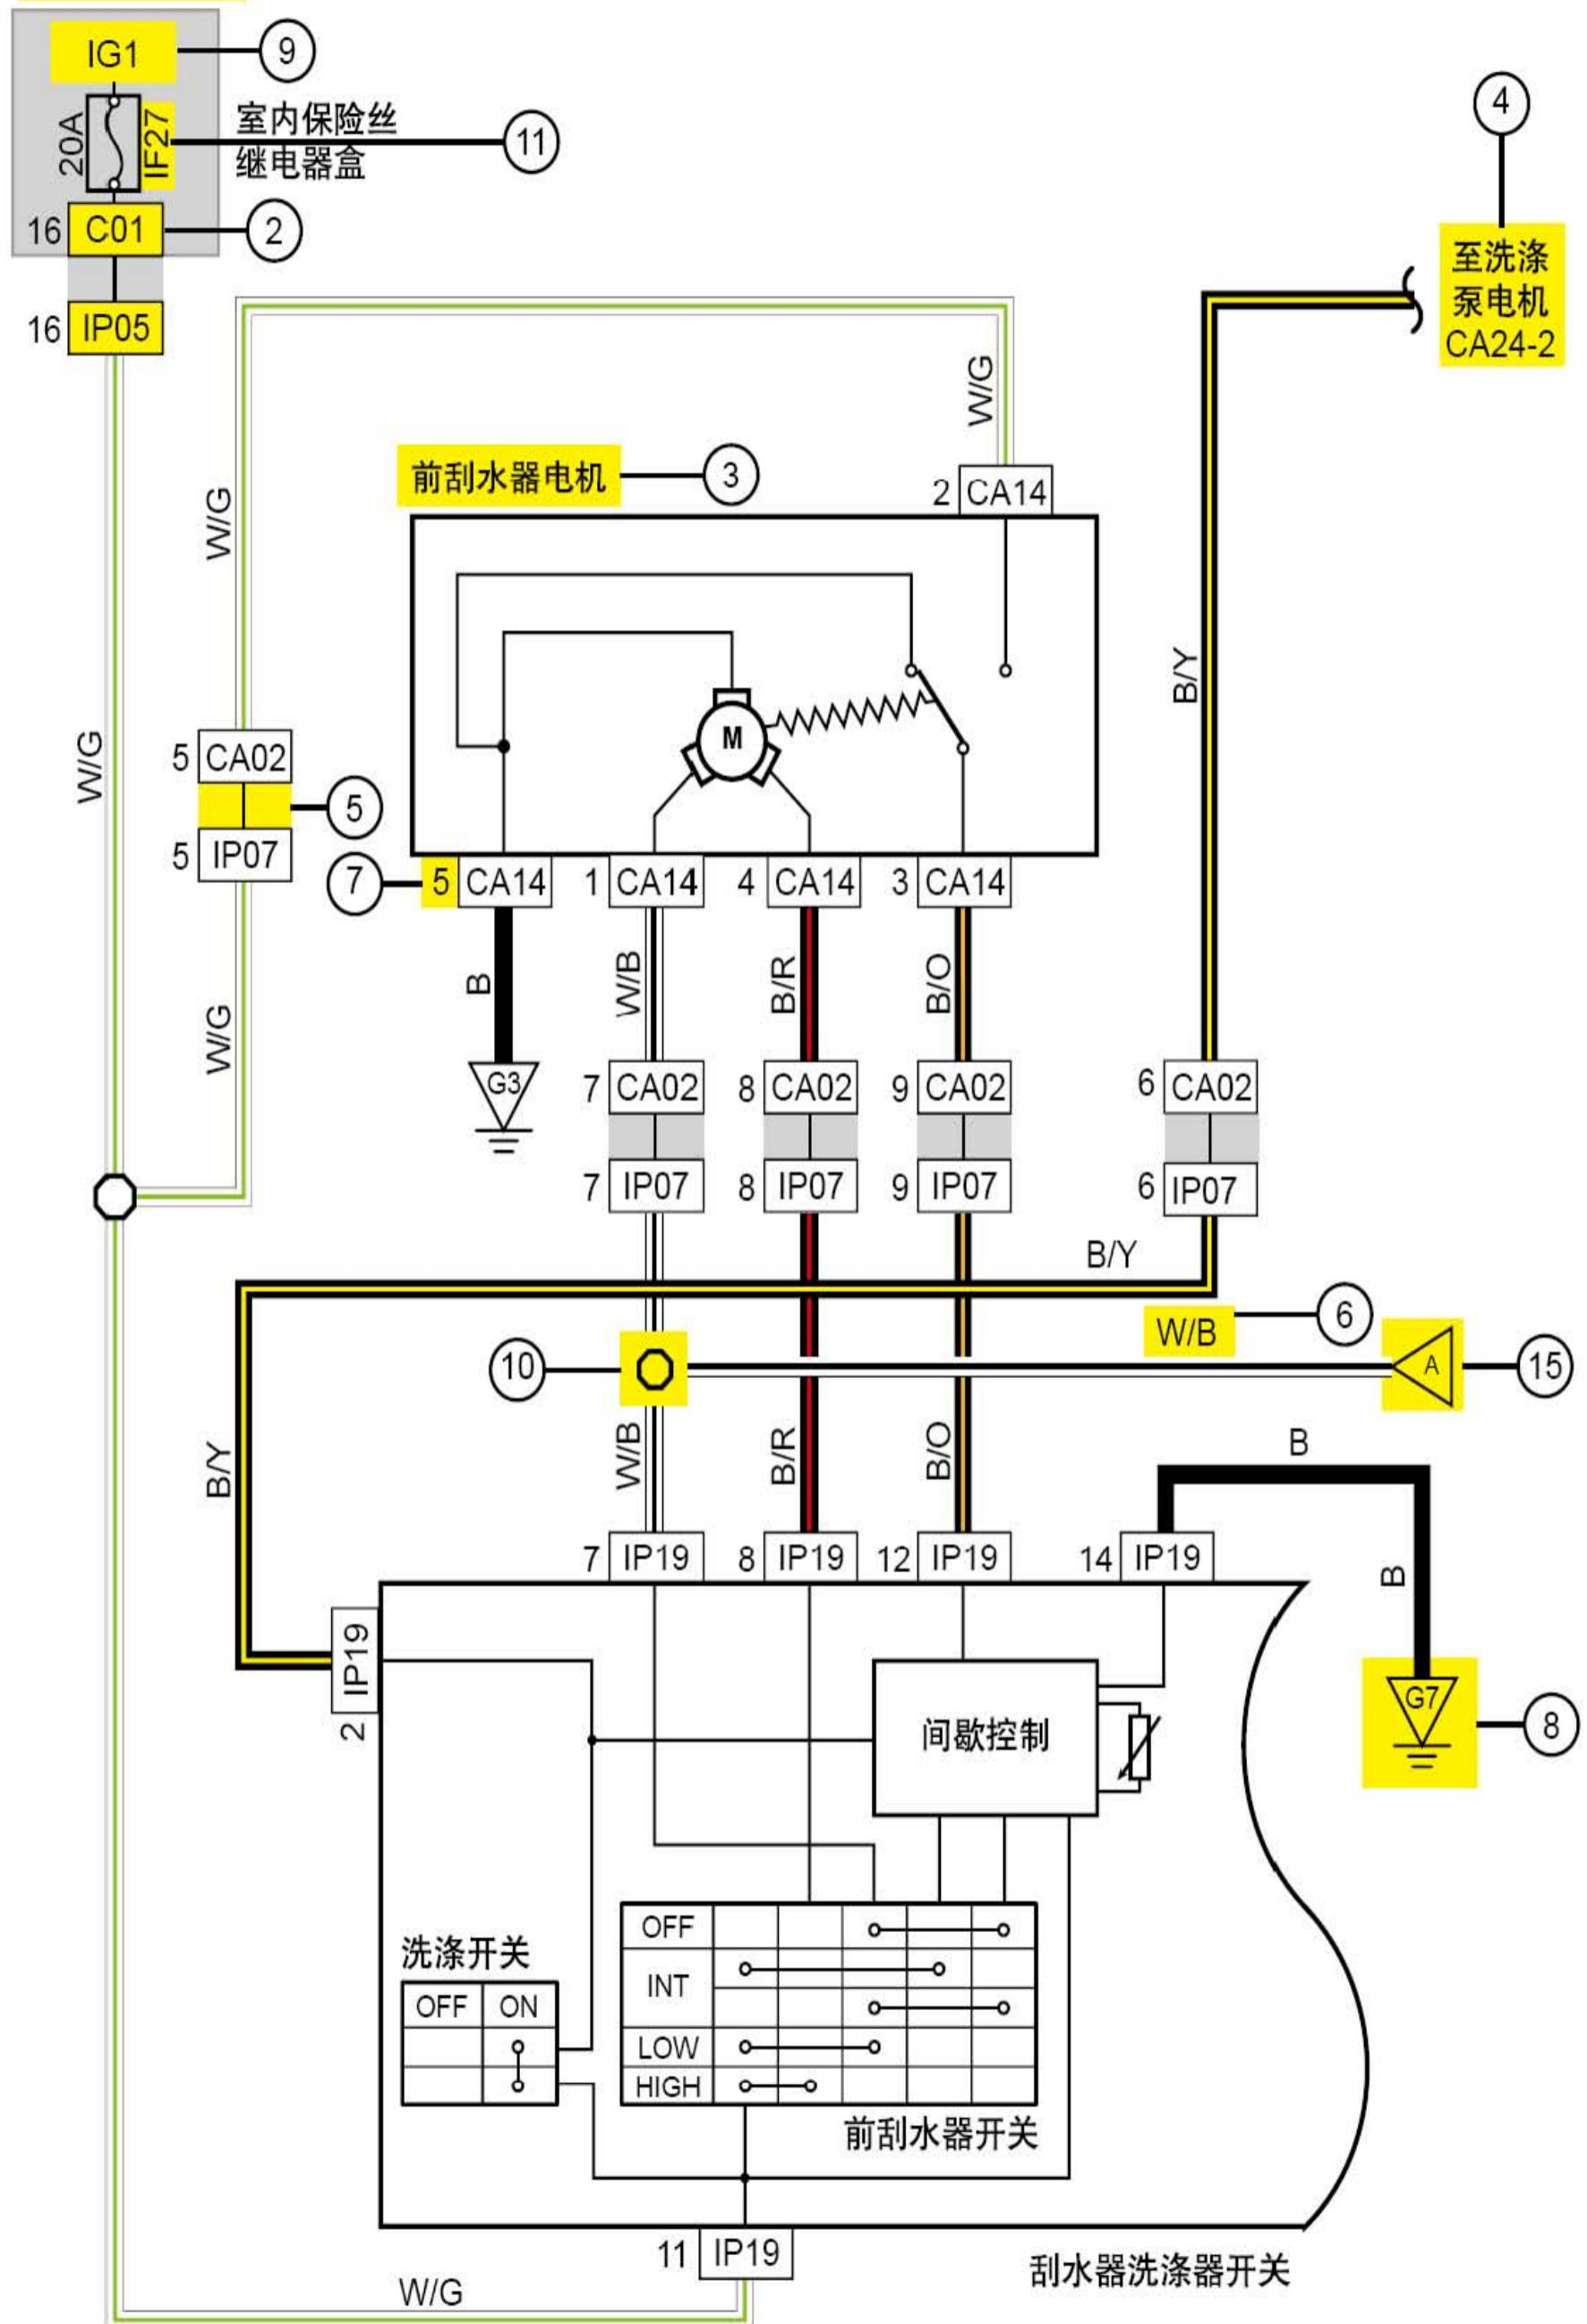 IG1
9
20A
IF27
室内保险丝
继电器盒
11
16 C01
2
16 IP05
4
至洗涤
泵电机
CA24-2
W/G
前刮水器电机
3
2 CA14
W/G
B/Y
W/G
M
5 CA02
5
5 IP07
7
5 CA14
1 CA14
4 CA14
3 CA14
B
W/B
B/R
B/O
W/G
G3
7 CA02
8 CA02
9 CA02
6 CA02
7 IP07
8 IP07
9 IP07
6 IP07
B/Y
W/B
6
10
A
15
B/Y
W/B
B/R
B/O
B
7 IP19
8 IP19
12 IP19
14 IP19
B
2 IP19
间歇控制
G7
8
洗涤开关
OFF ON
OFF
INT
LOW
HIGH
前刮水器开关
11 IP19
刮水器洗涤器开关
W/G